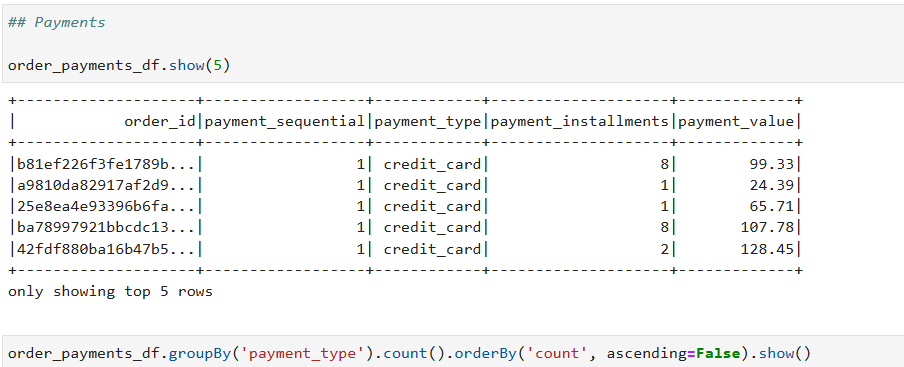 ## Payments
order_payments_df.show(5)
+--------------------+------------------+------------+--------------------+-------------+
|            order_id|payment_sequential|payment_type|payment_installments|payment_value|
+--------------------+------------------+------------+--------------------+-------------+
|b81ef226f3fe1789b...|                 1| credit_card|                   8|        99.33|
|a9810da82917af2d9...|                 1| credit_card|                   1|        24.39|
|25e8ea4e93396b6fa...|                 1| credit_card|                   1|        65.71|
|ba78997921bbcdc13...|                 1| credit_card|                   8|       107.78|
|42fdf880ba16b47b5...|                 1| credit_card|                   2|       128.45|
+--------------------+------------------+------------+--------------------+-------------+
only showing top 5 rows
order_payments_df.groupBy('payment_type').count().orderBy('count', ascending=False).show()